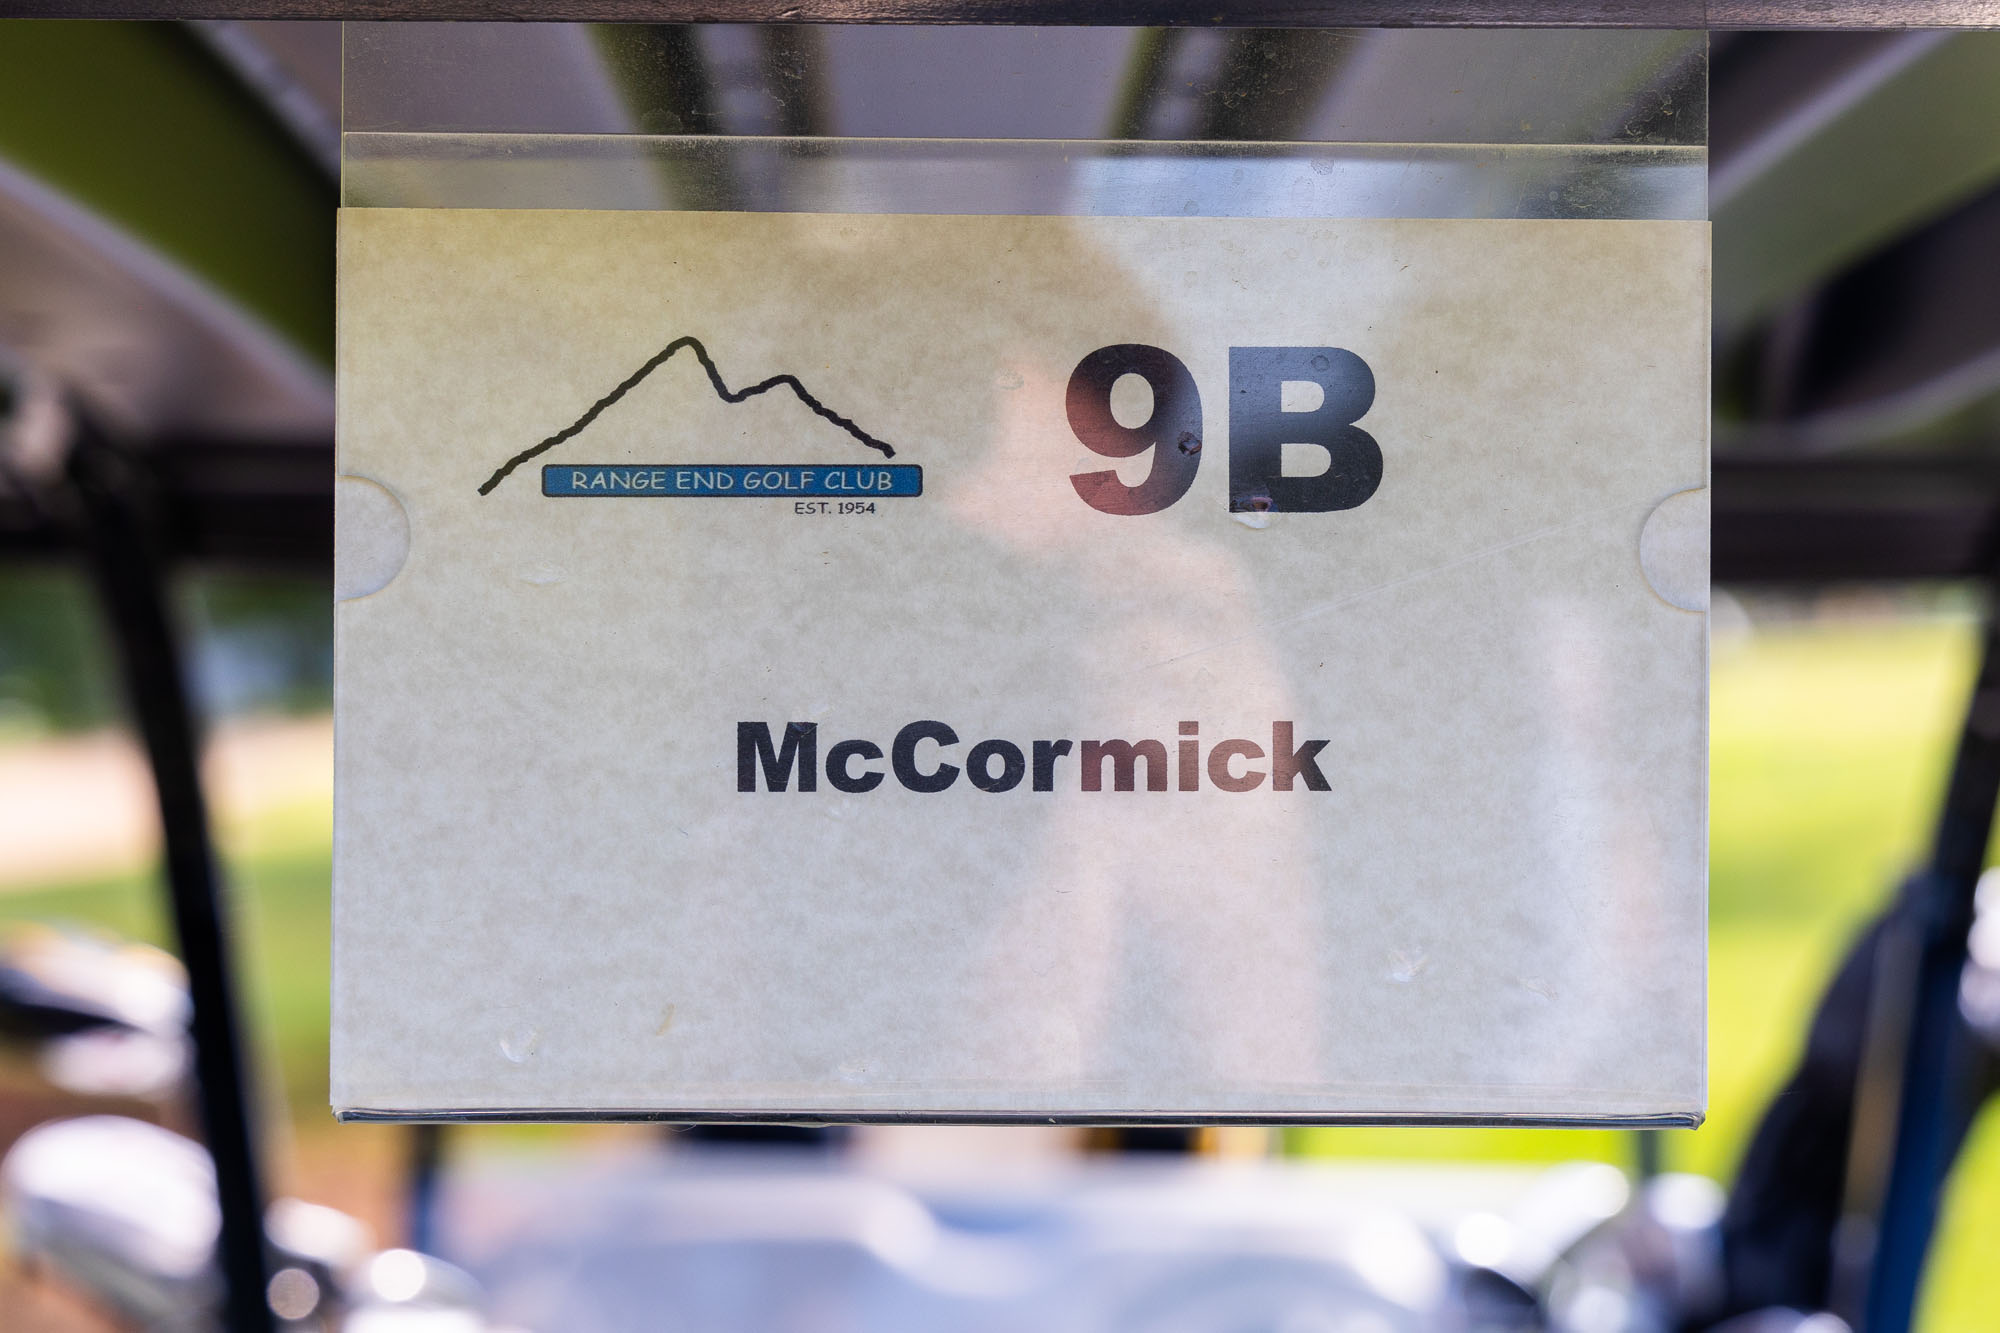 9B
RANGE END GOLF CLUB
EST. 1954
McCormick